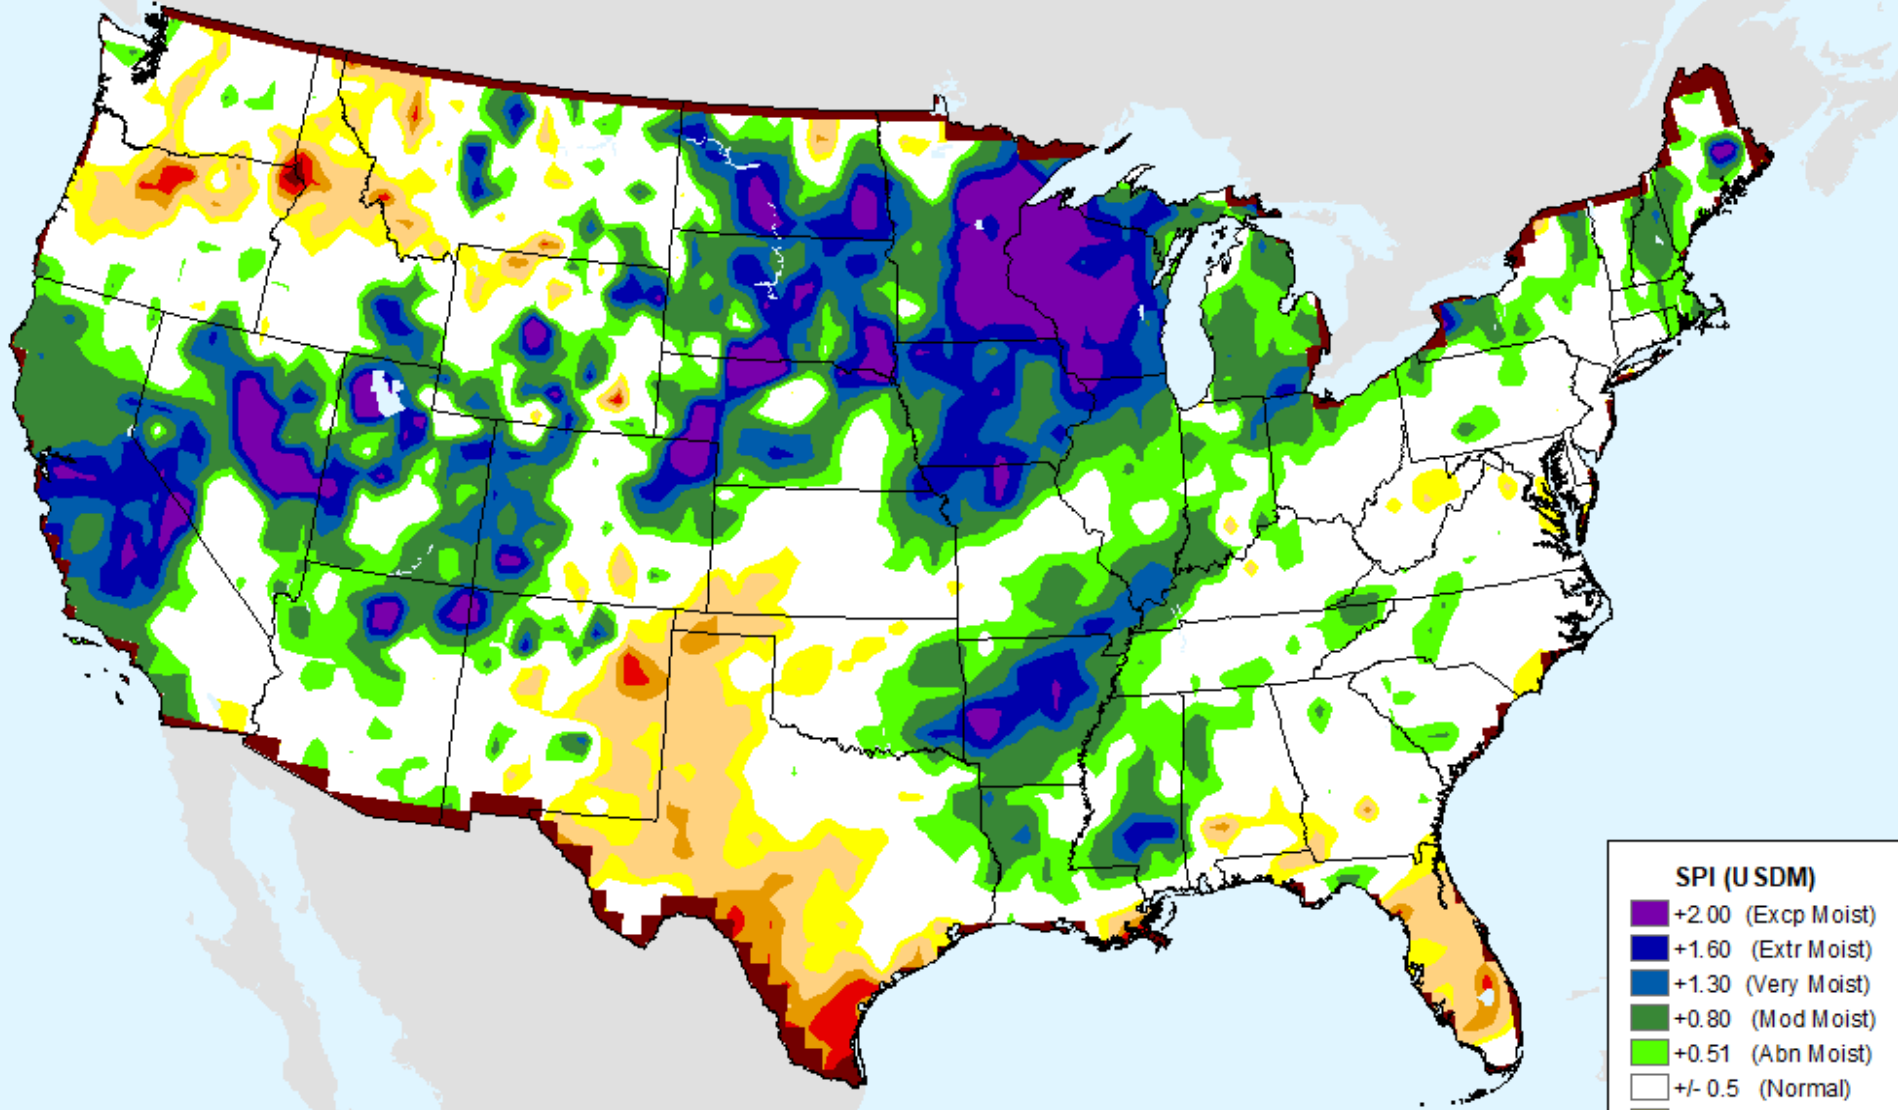 SPI (USDM)
+2.00 (Excp Moist)
+1.60 (Extr Moist)
+1.30 (Very Moist)
+0.80 (Mod Moist)
+0.51 (Abn Moist)
+/- 0.5 (Normal)